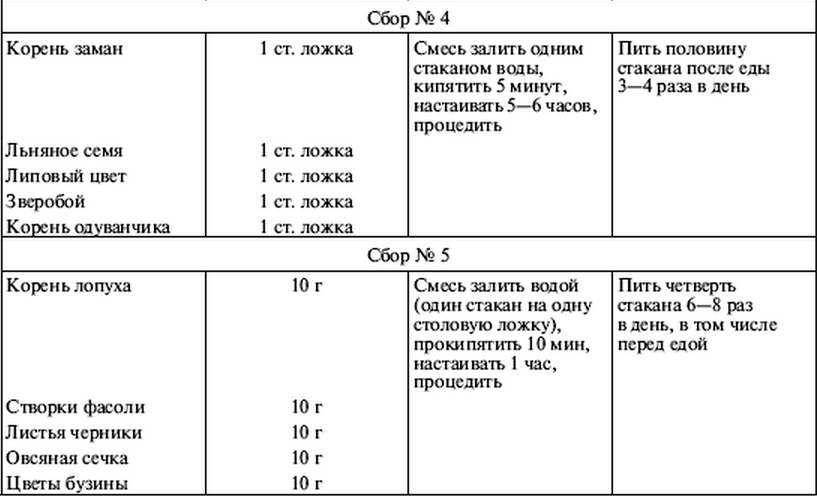 Сбор № 4
Корень заман
1 ст. ложка
Смесь залить одним
стаканом воды,
кипятить 5 минут,
настаивать 5—6 часов,
процедить
Пить половину
стакана после еды
3—4 раза в день
Льняное семя
1 ст. ложка
Липовый цвет
1 ст. ложка
Зверобой
1 ст. ложка
Корень одуванчика
1 ст. ложка
Сбор № 5
Корень лопуха
10 г
Смесь залить водой
(один стакан на одну
столовую ложку),
прокипятить 10 мин,
настаивать 1 час,
процедить
Пить четверть
стакана 6—8 раз
в день, в том числе
перед едой
Створки фасоли
10 г
Листья черники
10 г
Овсяная сечка
10 г
Цветы бузины
10 г